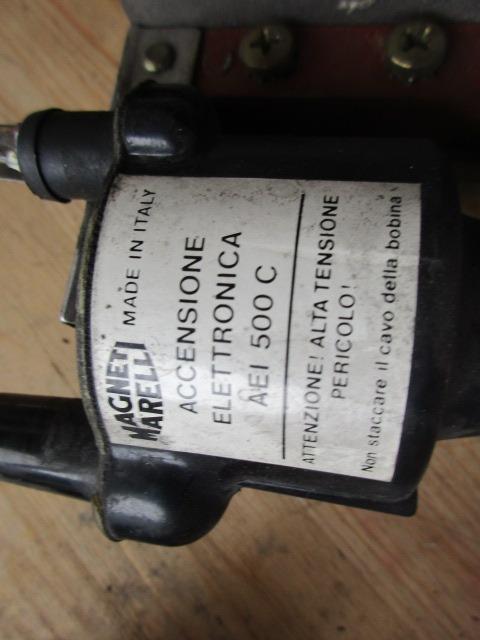 MAGNETI
MARELLI
MADE IN ITALY
ACCENSIONE
ELETTRONICA
AEI 500 C
ATTENZIONE! ALTA TENSIONE
PERICOLO!
Non staccare il cavo della bobina